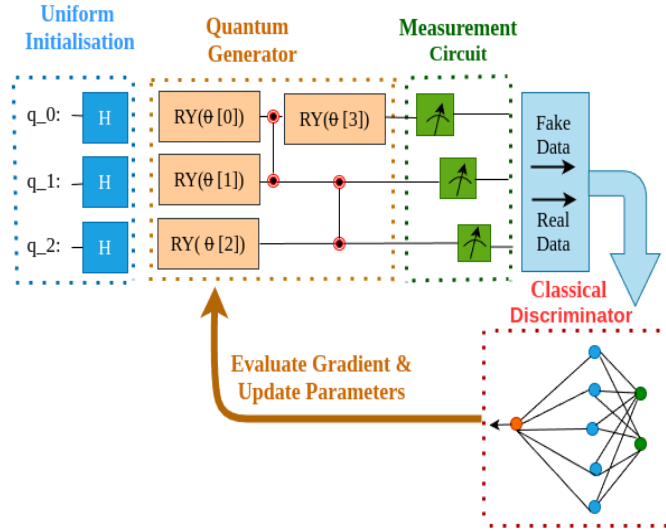 Uniform
Initialisation
Quantum
Generator
Measurement
Circuit
q_0:
H
RY(θ [0])
RY(θ [3])
q_1:
H
RY(θ [1])
q_2:
H
RY( θ [2])
Fake
Data
Real
Data
Classical
Discriminator
Evaluate Gradient &
Update Parameters